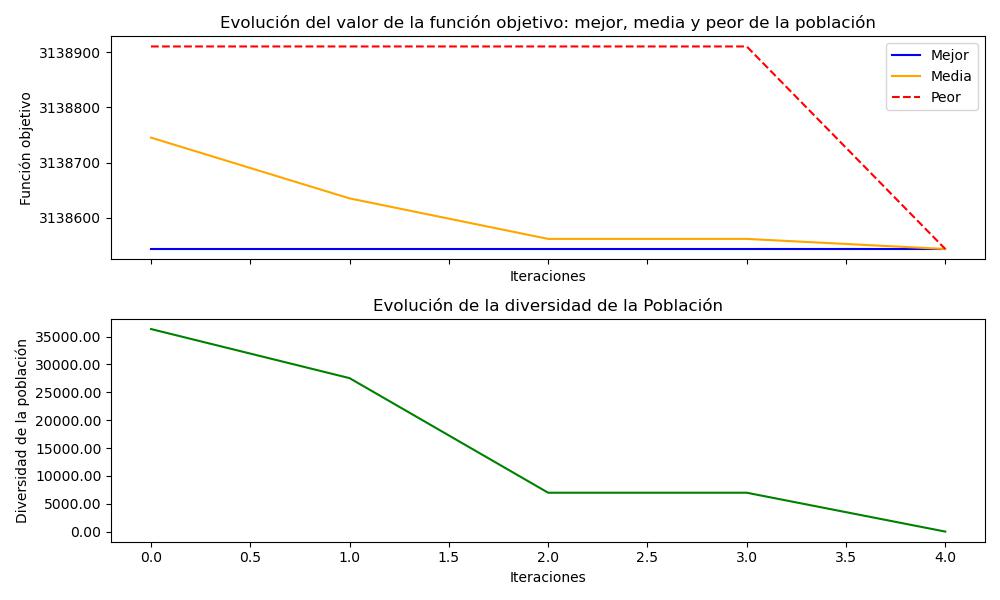 Evolución del valor de la función objetivo: mejor, media y peor de la población
Función objetivo
3138900
3138800
3138700
3138600
Mejor
Media
Peor
Iteraciones
Evolución de la diversidad de la Población
Diversidad de la población
35000.00
30000.00
25000.00
20000.00
15000.00
10000.00
5000.00
0.00
0.0 0.5 1.0 1.5 2.0 2.5 3.0 3.5 4.0
Iteraciones